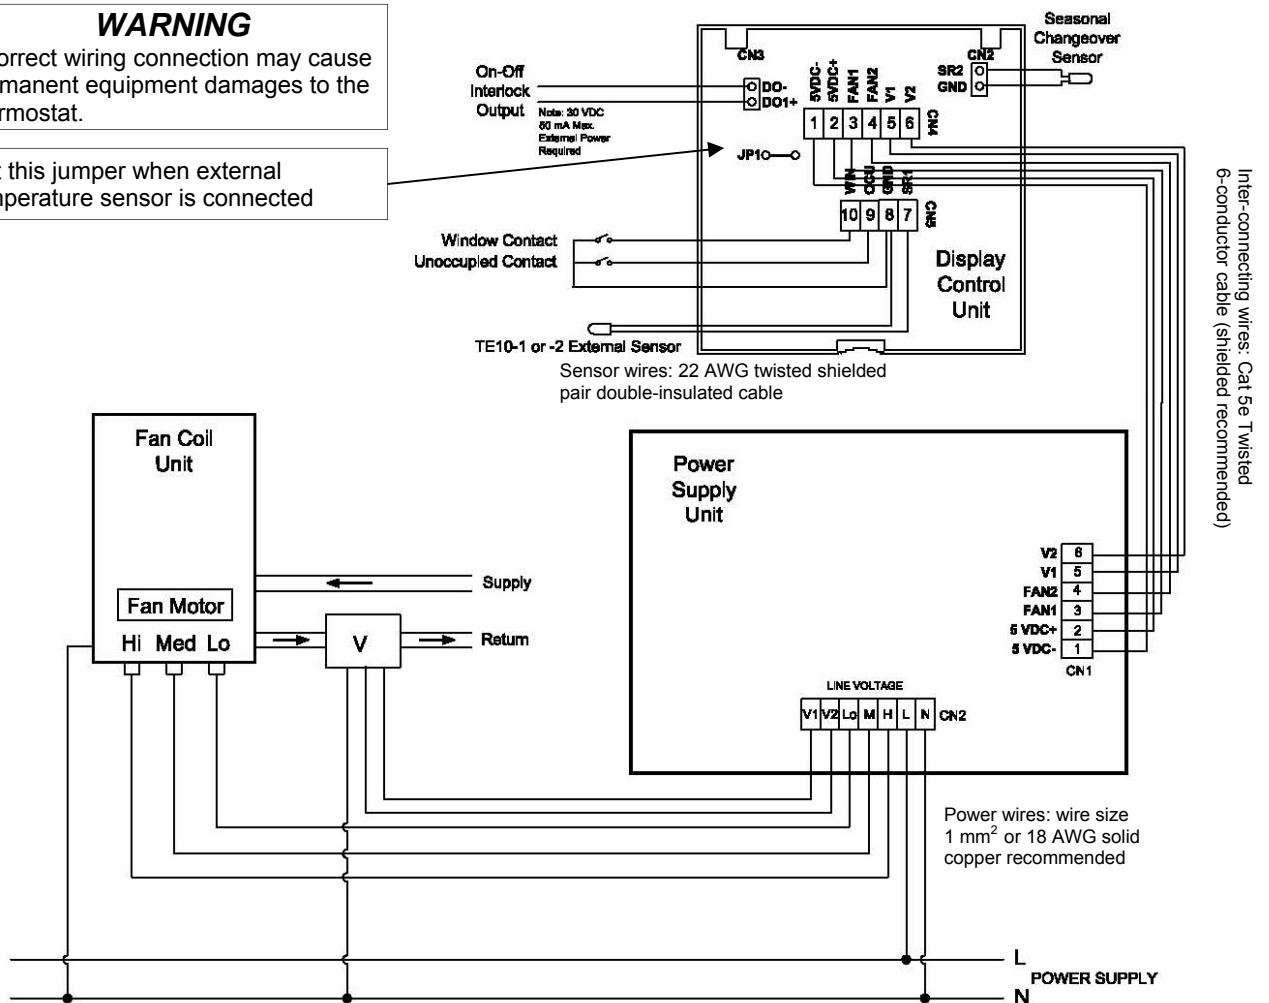 WARNING
orrect wiring connection may cause
manent equipment damages to the
rmostat.
t this jumper when external
mperature sensor is connected
On-Off
Interlock
Output
Note: 30 VDC
50 mA Max.
External Power
Required
CN3
DO-
DO1+
5VDC-
5VDC+
FAN1
FAN2
V1
V2
1 2 3 4 5 6
CN4
JP1
CN2
SR2
GND
Seasonal
Changeover
Sensor
WIN
OCU
GND
SR1
10 9 8 7
CN5
Window Contact
Unoccupied Contact
Display
Control
Unit
TE10-1 or -2 External Sensor
Sensor wires: 22 AWG twisted shielded
pair double-insulated cable
Inter-connecting wires: Cat 5e Twisted
6-conductor cable (shielded recommended)
Fan Coil
Unit
Fan Motor
Hi Med Lo
Supply
V
Return
Power
Supply
Unit
V2 6
V1 5
FAN2 4
FAN1 3
5 VDC+ 2
5 VDC- 1
CN1
LINE VOLTAGE
V1 V2 Lo M H L N CN2
Power wires: wire size
1 mm² or 18 AWG solid
copper recommended
L
POWER SUPPLY
N